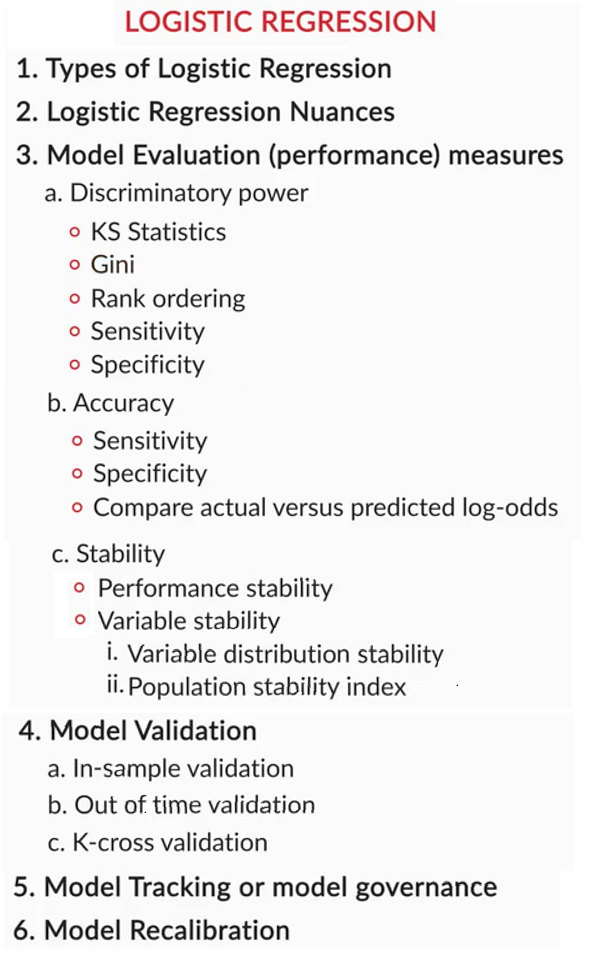 LOGISTIC REGRESSION
1. Types of Logistic Regression
2. Logistic Regression Nuances
3. Model Evaluation (performance) measures
a. Discriminatory power
KS Statistics
Gini
Rank ordering
Sensitivity
Specificity
b. Accuracy
Sensitivity
Specificity
Compare actual versus predicted log-odds
c. Stability
Performance stability
Variable stability
i. Variable distribution stability
ii. Population stability index
4. Model Validation
a. In-sample validation
b. Out of time validation
c. K-cross validation
5. Model Tracking or model governance
6. Model Recalibration